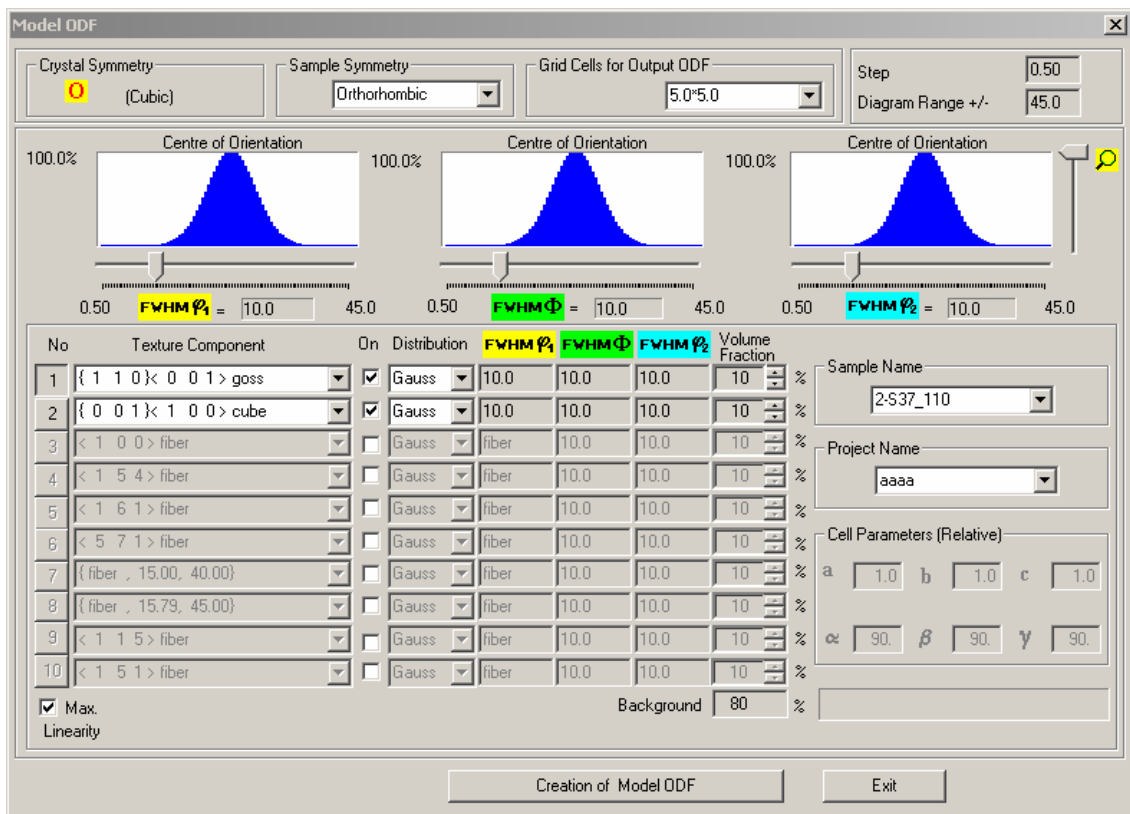 Model ODF
Crystal Symmetry
O (Cubic)
Sample Symmetry
Orthorhombic
Grid Cells for Output ODF
5.0*5.0
Step 0.50
Diagram Range +/- 45.0
Centre of Orientation Centre of Orientation Centre of Orientation
100.0% 100.0% 100.0%
0.50 FWHM φ1 = 10.0 45.0 0.50 FWHM Φ = 10.0 45.0 0.50 FWHM φ2 = 10.0 45.0
No Texture Component On Distribution FWHM φ1 FWHM Φ FWHM φ2 Volume Fraction
1 { 1 1 0}< 0 0 1 > goss Gauss 10.0 10.0 10.0 10 %
2 { 0 0 1}< 1 0 0> cube Gauss 10.0 10.0 10.0 10 %
3 < 1 0 0> fiber Gauss fiber 10.0 10.0 10 %
4 < 1 5 4> fiber Gauss fiber 10.0 10.0 10 %
5 < 1 6 1> fiber Gauss fiber 10.0 10.0 10 %
6 < 5 7 1> fiber Gauss fiber 10.0 10.0 10 %
7 {fiber , 15.00, 40.00} Gauss fiber 10.0 10.0 10 %
8 {fiber , 15.79, 45.00} Gauss fiber 10.0 10.0 10 %
9 < 1 1 5> fiber Gauss fiber 10.0 10.0 10 %
10 < 1 5 1> fiber Gauss fiber 10.0 10.0 10 %
Max. Linearity
Background 80 %
Sample Name
2-S37_110
Project Name
aaaa
Cell Parameters (Relative)
a 1.0 b 1.0 c 1.0
α 90. β 90. γ 90.
Creation of Model ODF
Exit